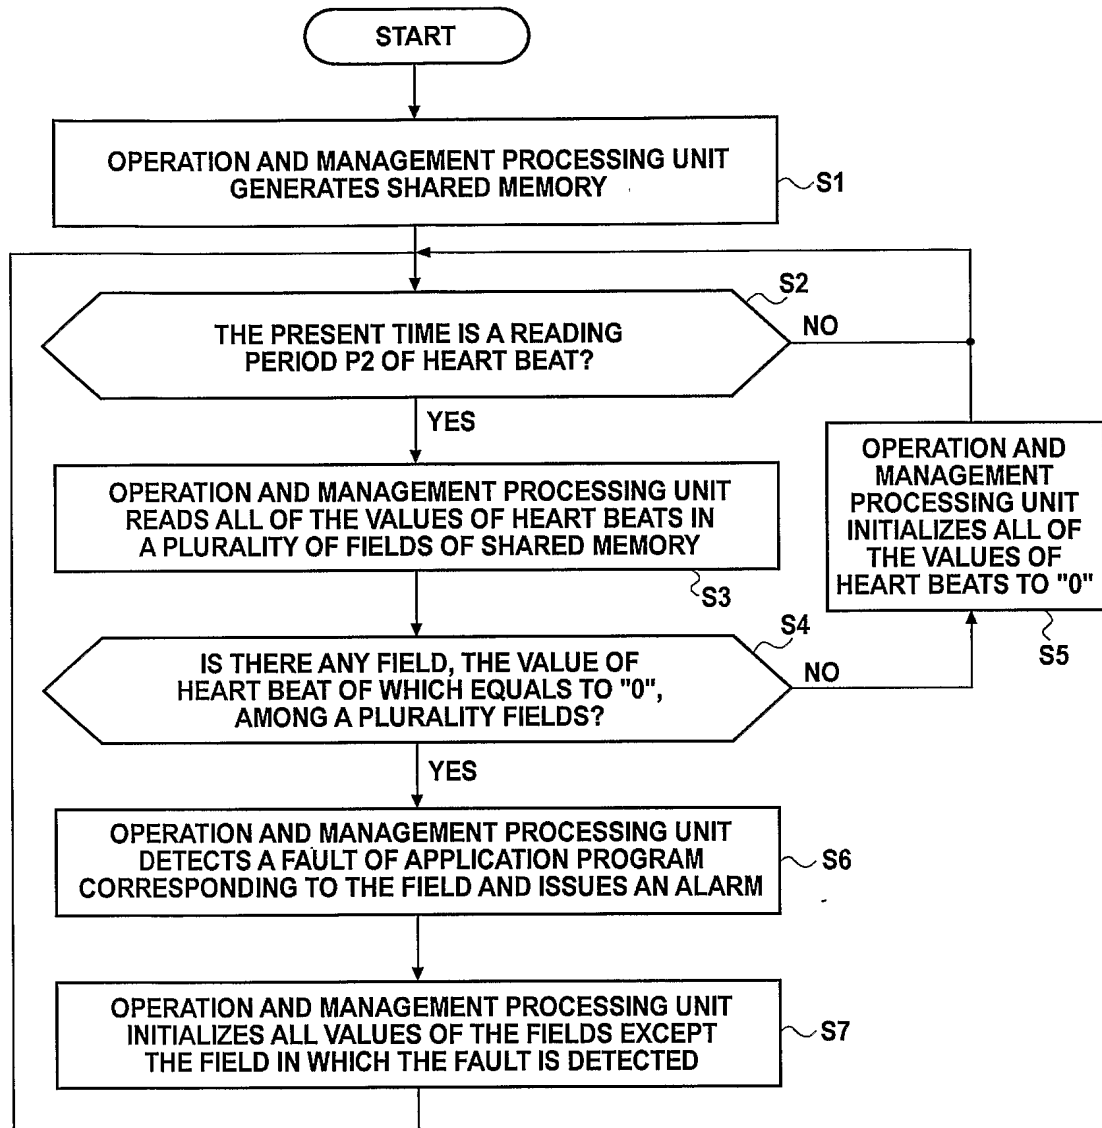 START
OPERATION AND MANAGEMENT PROCESSING UNIT
GENERATES SHARED MEMORY
S1
S2
THE PRESENT TIME IS A READING
PERIOD P2 OF HEART BEAT?
NO
YES
OPERATION AND MANAGEMENT PROCESSING UNIT
READS ALL OF THE VALUES OF HEART BEATS IN
A PLURALITY OF FIELDS OF SHARED MEMORY
S3
OPERATION AND
MANAGEMENT
PROCESSING UNIT
INITIALIZES ALL OF
THE VALUES OF
HEART BEATS TO "0"
S5
S4
IS THERE ANY FIELD, THE VALUE OF
HEART BEAT OF WHICH EQUALS TO "0",
AMONG A PLURALITY FIELDS?
NO
YES
OPERATION AND MANAGEMENT PROCESSING UNIT
DETECTS A FAULT OF APPLICATION PROGRAM
CORRESPONDING TO THE FIELD AND ISSUES AN ALARM
S6
OPERATION AND MANAGEMENT PROCESSING UNIT
INITIALIZES ALL VALUES OF THE FIELDS EXCEPT
THE FIELD IN WHICH THE FAULT IS DETECTED
S7